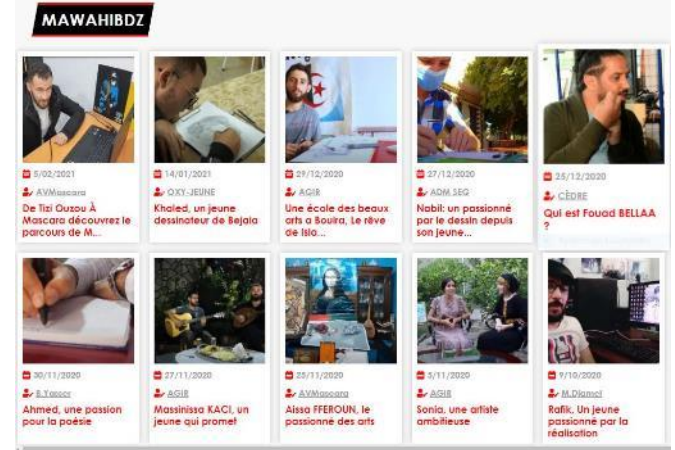 MAWAHIBDZ
5/02/2021
AVMascara
De Tizi Ouzou À
Mascara découvrez le
parcours de M...
14/01/2021
OXY-JEUNE
Khaled, un jeune
dessinateur de Bejaia
29/12/2020
AGIR
Une école des beaux
arts a Bouira, Le rêve
de Isla...
27/12/2020
ADM SEG
Nabil: un passionné
par le dessin depuis
son jeune...
25/12/2020
CÈDRE
Qui est Fouad BELLAA
?
30/11/2020
B.Yasser
Ahmed, une passion
pour la poésie
27/11/2020
AGIR
Massinissa KACI, un
jeune qui promet
25/11/2020
AVMascara
Aissa FFEROUN, le
passionné des arts
5/11/2020
AGIR
Sonia, une artiste
ambitieuse
9/10/2020
M.Djamel
Rafik, Un jeune
passionné par la
réalisation